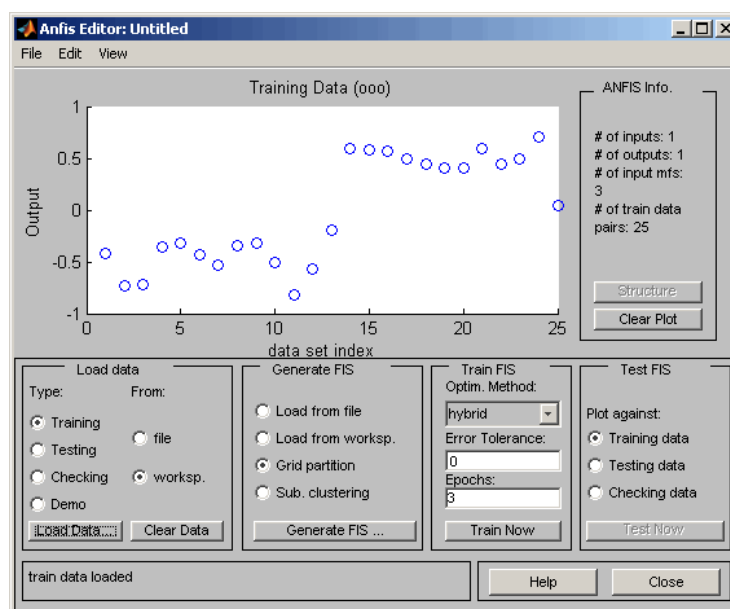 Anfis Editor: Untitled
File Edit View
Training Data (ooo)
1
0.5
0
-0.5
-1
Output
0 5 10 15 20 25
data set index
ANFIS Info.
# of inputs: 1
# of outputs: 1
# of input mfs:
3
# of train data
pairs: 25
Structure
Clear Plot
Load data
Type: From:
Training
Testing
Checking
Demo
file
worksp.
Load Data... Clear Data
Generate FIS
Load from file
Load from worksp.
Grid partition
Sub. clustering
Generate FIS ...
Train FIS
Optim. Method:
hybrid
Error Tolerance:
0
Epochs:
3
Train Now
Test FIS
Plot against:
Training data
Testing data
Checking data
Test Now
train data loaded
Help Close